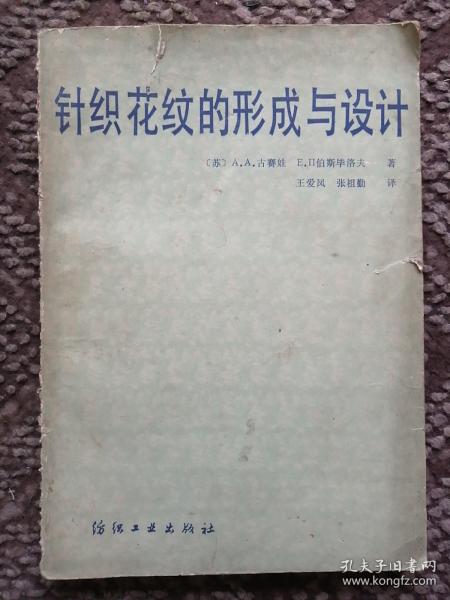 针织花纹的形成与设计
〔苏〕A.A.古赛娃 E.П伯斯毕洛夫 著
王爱凤 张祖勤 译
纺织工业出版社
孔夫子旧书网
www.kongfz.com